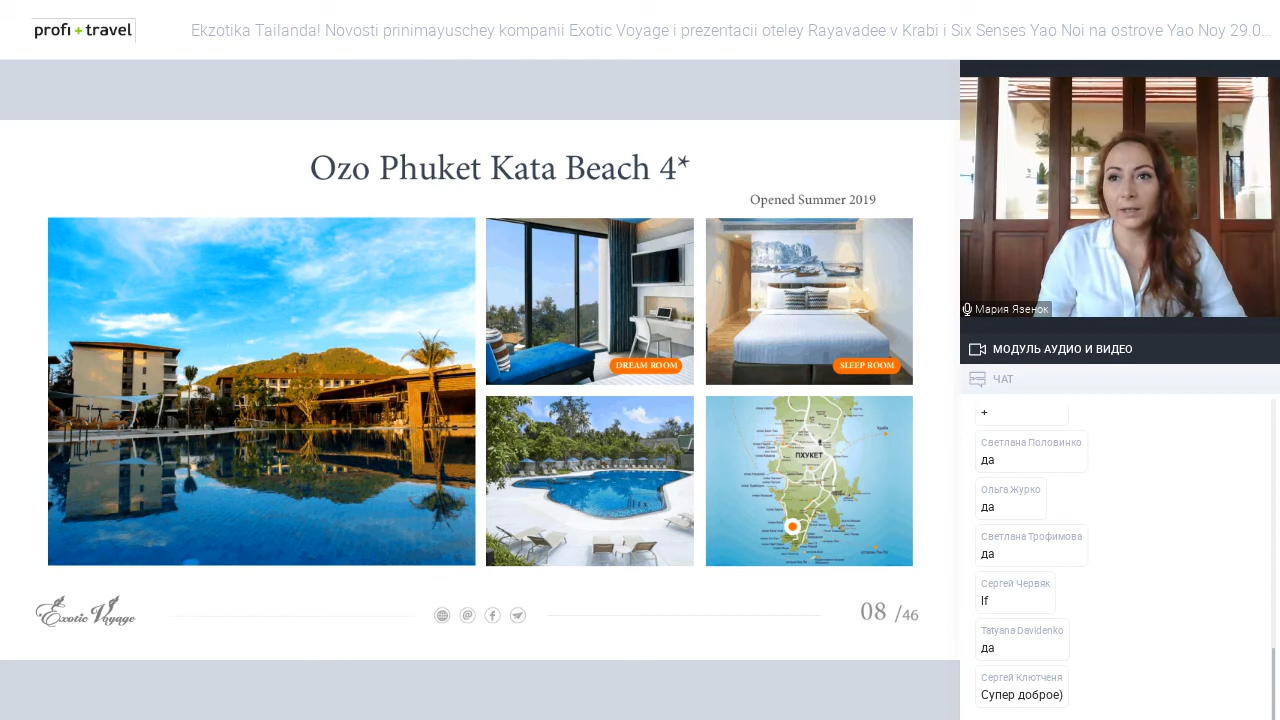 profi + travel
Ekzotika Tailanda! Novosti prinimayuschey kompanii Exotic Voyage i prezentacii oteley Rayavadee v Krabi i Six Senses Yao Noi na ostrove Yao Noy 29.0...
Ozo Phuket Kata Beach 4*
Opened Summer 2019
DREAM ROOM
SLEEP ROOM
ПХУКЕТ
Exotic Voyage
08 /46
Мария Язенок
МОДУЛЬ АУДИО И ВИДЕО
ЧАТ
+
Светлана Половинко
да
Ольга Журко
да
Светлана Трофимова
да
Сергей Червяк
lf
Tatyana Davidenko
да
Сергей Клютченя
Супер доброе)